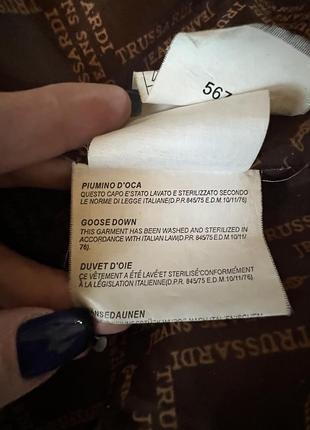 567
PIUMINO D'OCA
QUESTO CAPO E'STATO LAVATO E STERILIZZATO SECONDO
LE NORME DI LEGGE ITALIANE(D.P.R. 845/75 E.D.M. 10/11
/76)
GOOSE DOWN
THIS GARMENT HAS BEEN WASHED AND STERILIZED IN
ACCORDANCE WITH ITALIAN LAW(D.P.R. 845/75 E.D.M. 10/11/
76).
DUVET D'OIE
CE VÊTEMENT A ÉTÉ LAVÉ ET STERILISÉ CONFORMÉMENT
À LA LÉGISLATION ITALIENNE(D.P.R. 845/75 E.D.M. 10/11/76).
TRUSSARDI
JEANS
TRUSSARDI
TRUSSARDI